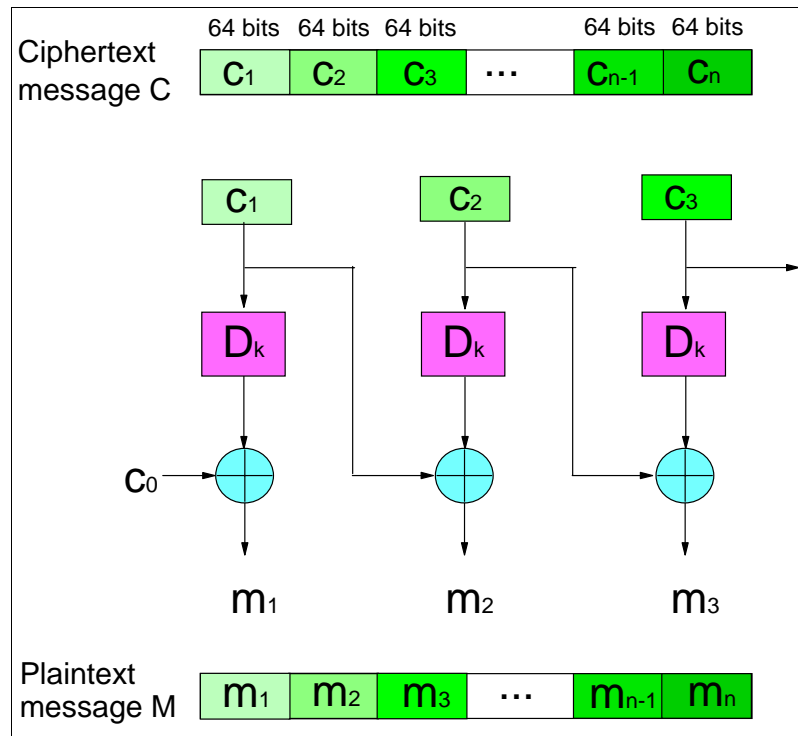 64 bits 64 bits 64 bits 64 bits 64 bits
Ciphertext
message C
c1 c2 c3 ... cn-1 cn
c1 c2 c3
Dk Dk Dk
c0
m1 m2 m3
Plaintext
message M
m1 m2 m3 ... mn-1 mn